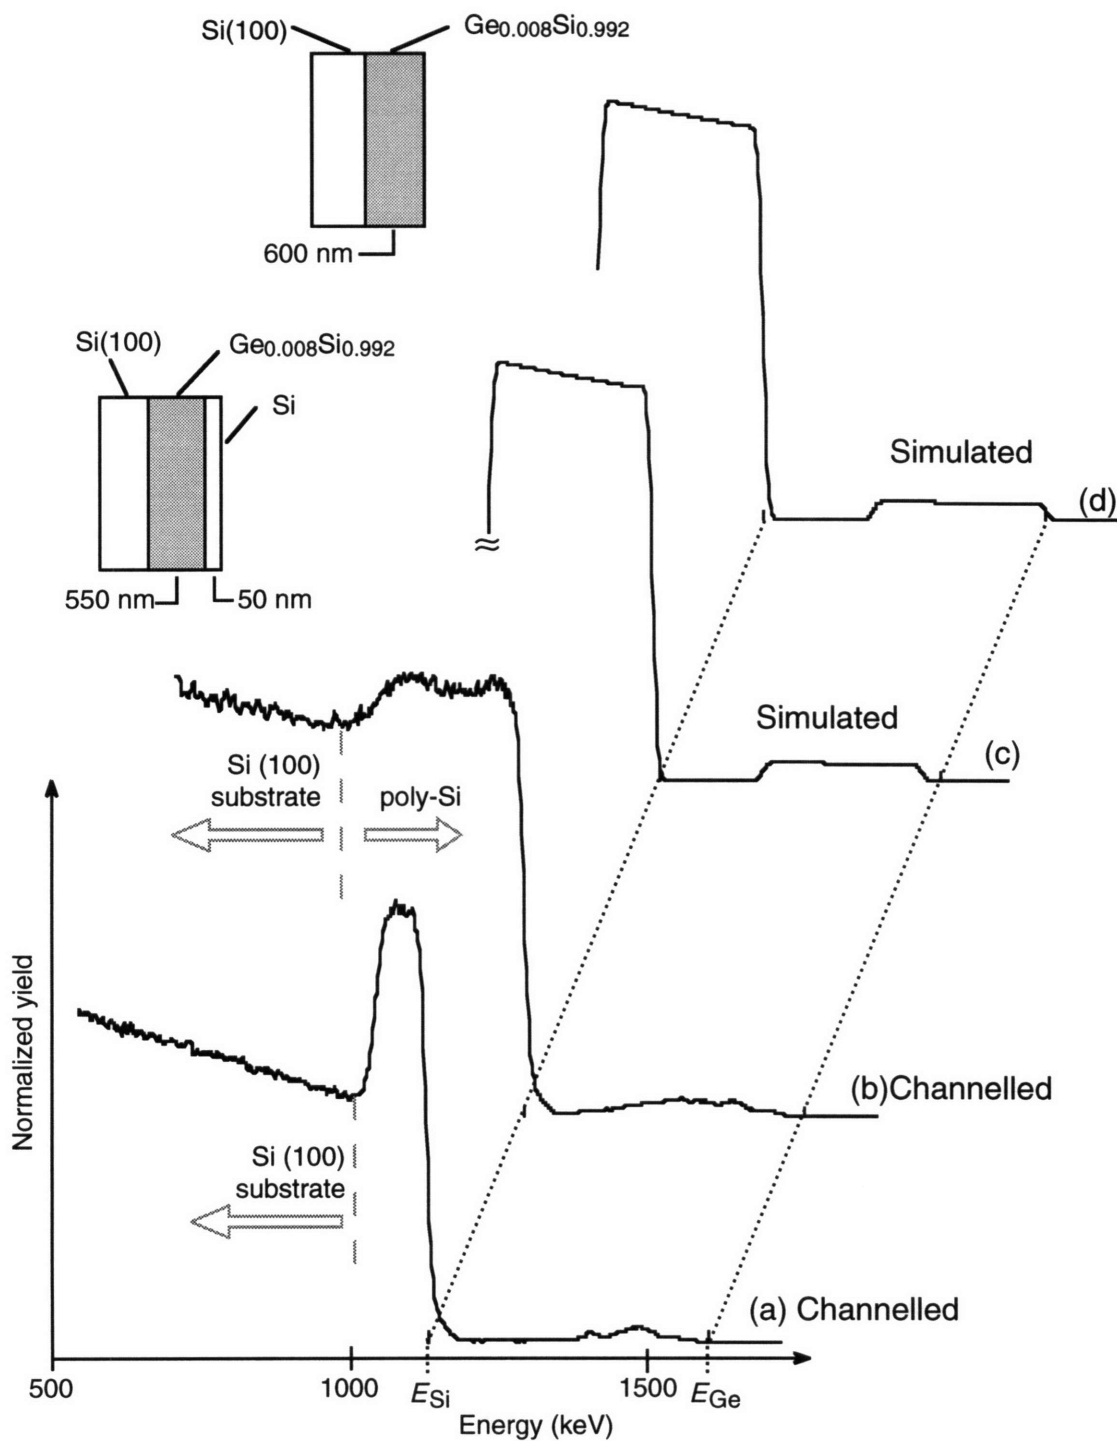 Si(100)
Ge0.008Si0.992
600 nm
Si(100)
Ge0.008Si0.992
Si
550 nm
50 nm
Simulated
(d)
≈
Simulated
(c)
Si (100)
substrate
poly-Si
(b)Channelled
Si (100)
substrate
(a) Channelled
Normalized yield
500
1000
ESi
1500
EGe
Energy (keV)